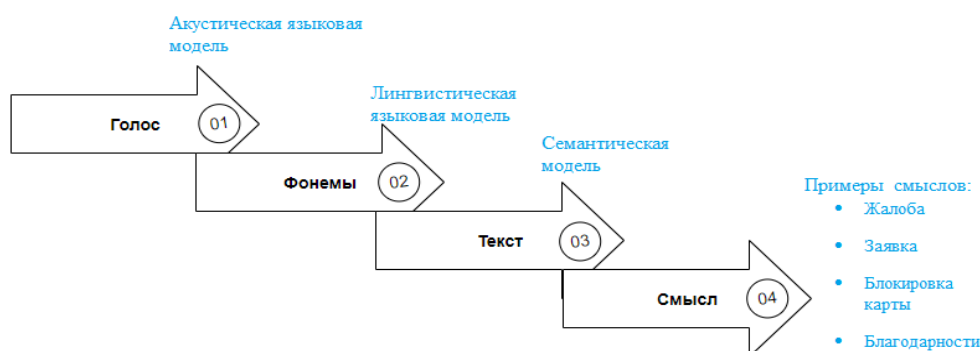 Акустическая языковая
модель
Голос
01
Лингвистическая
языковая модель
Фонемы
02
Семантическая
модель
Текст
03
Смысл
04
Примеры смыслов:
• Жалоба
• Заявка
• Блокировка
карты
• Благодарности